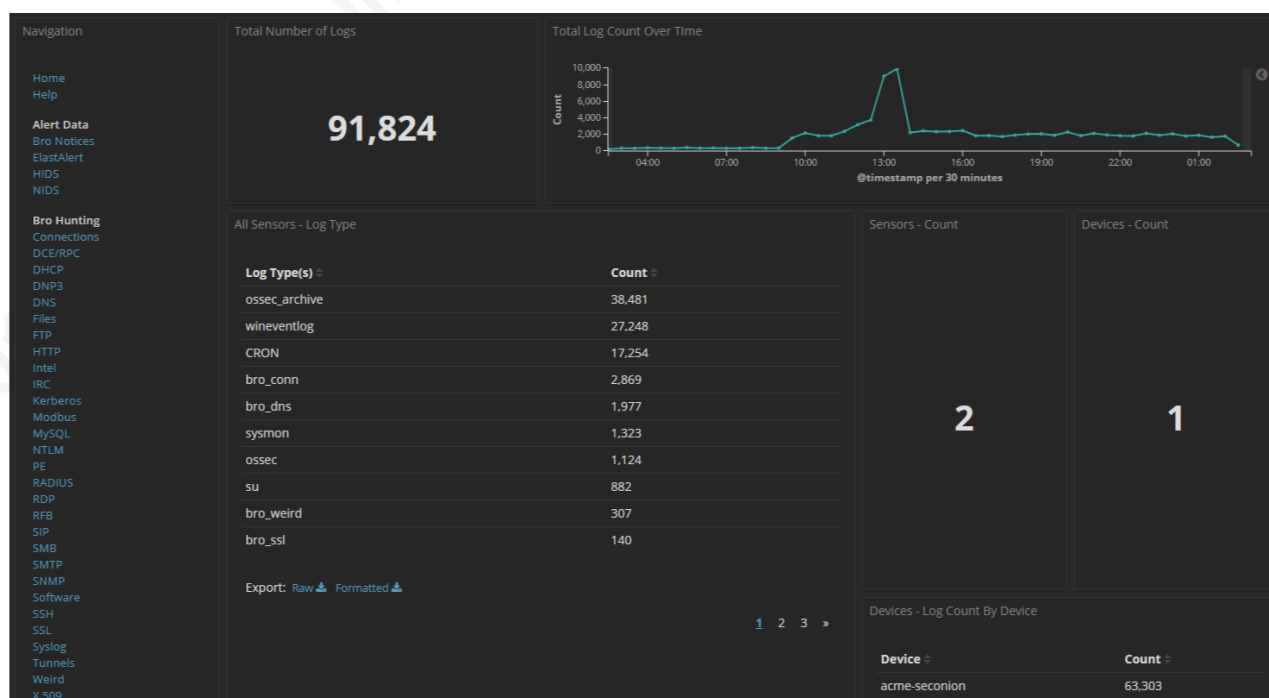 Navigation
Home
Help
Alert Data
Bro Notices
ElastAlert
HIDS
NIDS
Bro Hunting
Connections
DCE/RPC
DHCP
DNP3
DNS
Files
FTP
HTTP
Intel
IRC
Kerberos
Modbus
MySQL
NTLM
PE
RADIUS
RDP
RFB
SIP
SMB
SMTP
SNMP
Software
SSH
SSL
Syslog
Tunnels
Weird
X.509
Total Number of Logs
91,824
Total Log Count Over TIme
Count
10,000
8,000
6,000
4,000
2,000
0
04:00 07:00 10:00 13:00 16:00 19:00 22:00 01:00
@timestamp per 30 minutes
All Sensors - Log Type
Log Type(s) Count
ossec_archive 38,481
wineventlog 27,248
CRON 17,254
bro_conn 2,869
bro_dns 1,977
sysmon 1,323
ossec 1,124
su 882
bro_weird 307
bro_ssl 140
Export: Raw Formatted
1 2 3 »
Sensors - Count
2
Devices - Count
1
Devices - Log Count By Device
Device Count
acme-seconion 63,303